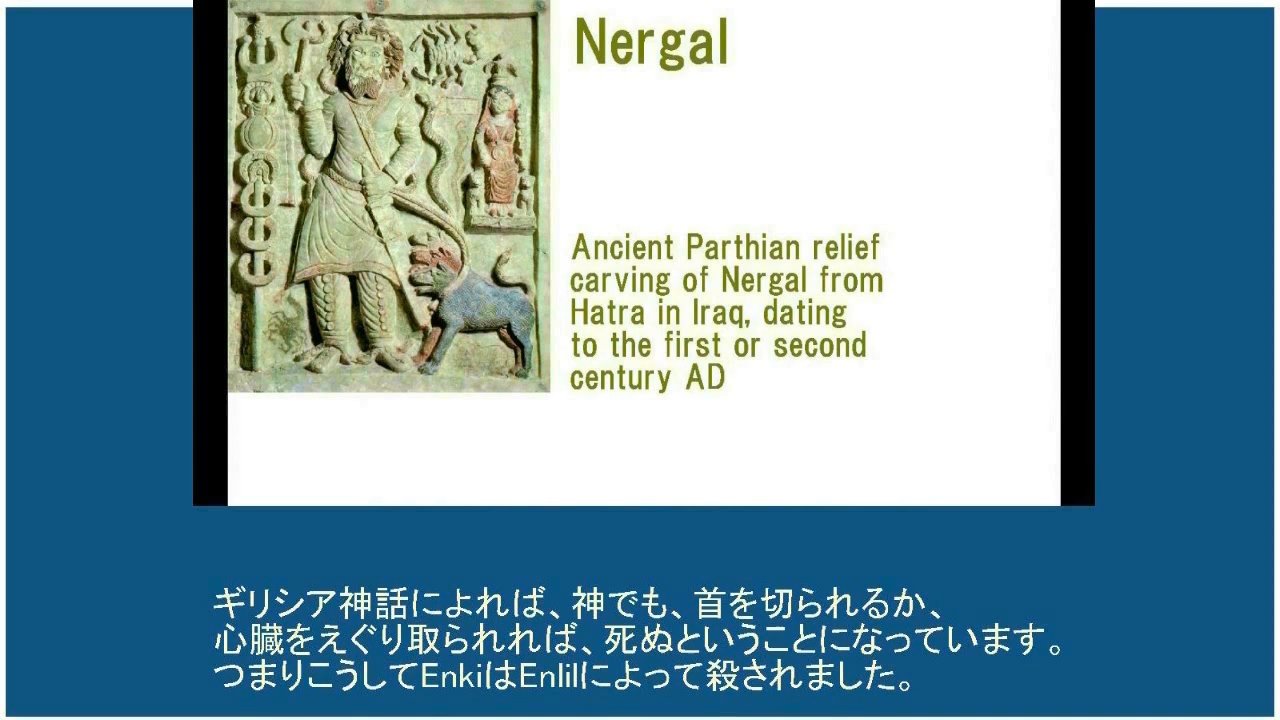 Nergal
Ancient Parthian relief
carving of Nergal from
Hatra in Iraq, dating
to the first or second
century AD
ギリシア神話によれば、神でも、首を切られるか、
心臓をえぐり取られれば、死ぬということになっています。
つまりこうしてEnkiはEnlilによって殺されました。